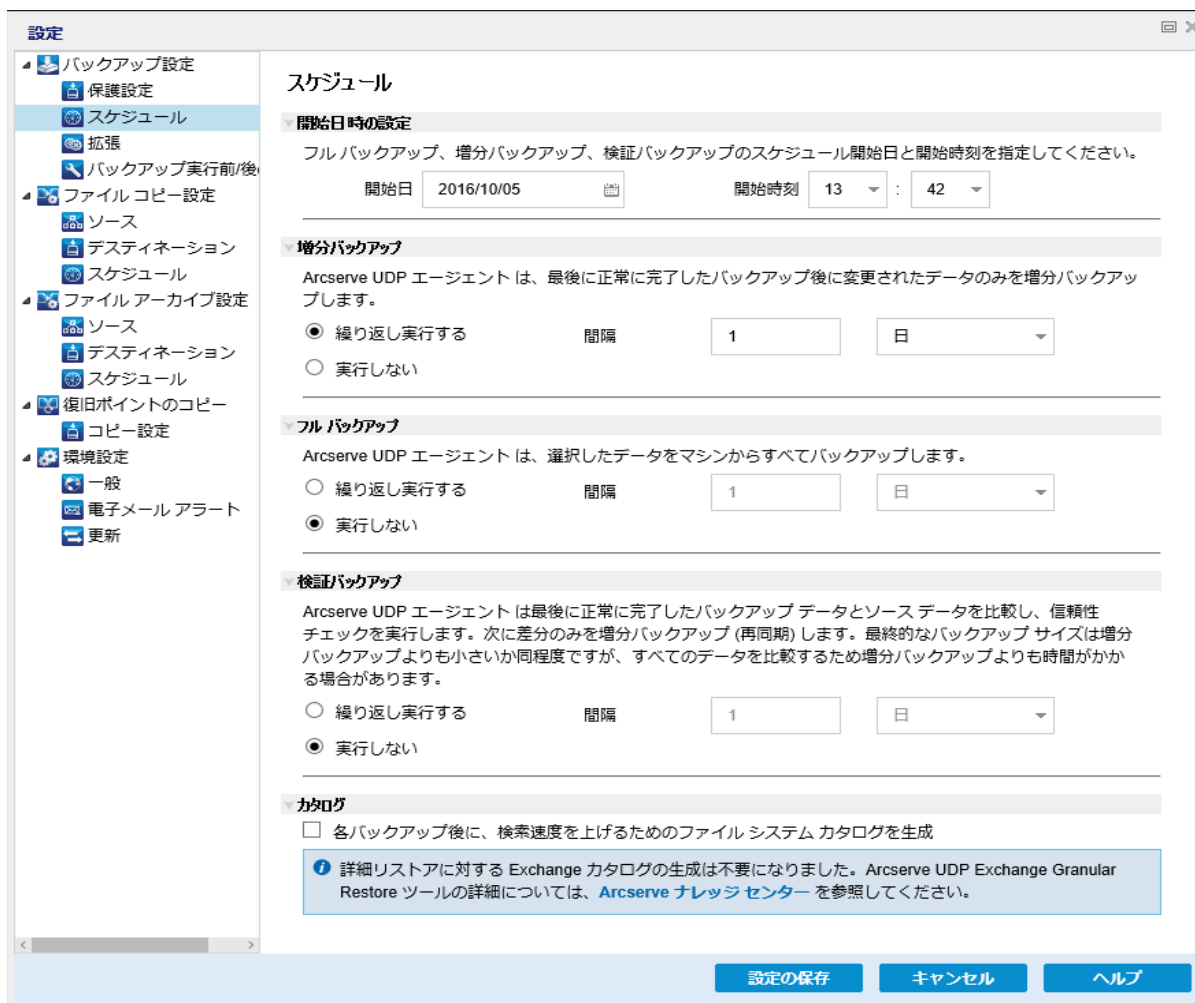 設定
バックアップ設定
保護設定
スケジュール
拡張
バックアップ実行前/後
ファイル コピー設定
ソース
デスティネーション
スケジュール
ファイル アーカイブ設定
ソース
デスティネーション
スケジュール
復旧ポイントのコピー
コピー設定
環境設定
一般
電子メール アラート
更新
スケジュール
開始日時の設定
フル バックアップ、増分バックアップ、検証バックアップのスケジュール開始日と開始時刻を指定してください。
開始日 2016/10/05 開始時刻 13 : 42
増分バックアップ
Arcserve UDP エージェント は、最後に正常に完了したバックアップ後に変更されたデータのみを増分バックアッ
プします。
繰り返し実行する 間隔 1 日
実行しない
フル バックアップ
Arcserve UDP エージェント は、選択したデータをマシンからすべてバックアップします。
繰り返し実行する 間隔 1 日
実行しない
検証バックアップ
Arcserve UDP エージェント は最後に正常に完了したバックアップ データとソース データを比較し、信頼性
チェックを実行します。次に差分のみを増分バックアップ (再同期) します。最終的なバックアップ サイズは増分
バックアップよりも小さいか同程度ですが、すべてのデータを比較するため増分バックアップよりも時間がかか
る場合があります。
繰り返し実行する 間隔 1 日
実行しない
カタログ
各バックアップ後に、検索速度を上げるためのファイル システム カタログを生成
詳細リストアに対する Exchange カタログの生成は不要になりました。Arcserve UDP Exchange Granular
Restore ツールの詳細については、Arcserve ナレッジ センター を参照してください。
設定の保存 キャンセル ヘルプ